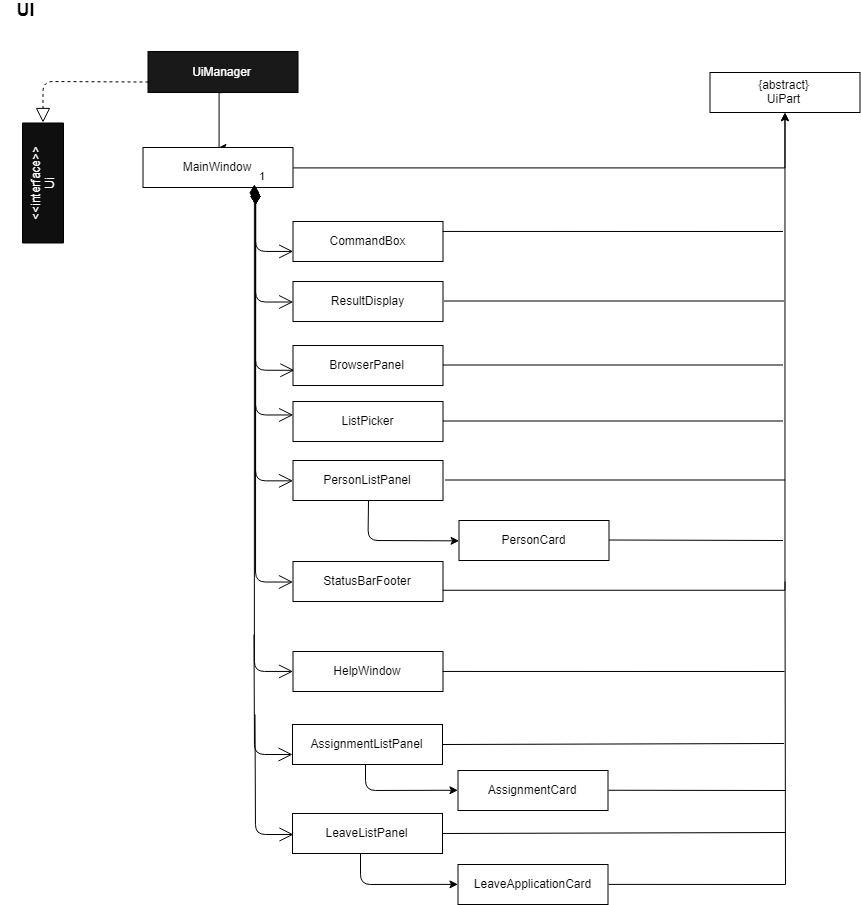 UI
UiManager
{abstract}
UiPart
<<interface>>
Ui
MainWindow
1
CommandBox
ResultDisplay
BrowserPanel
ListPicker
PersonListPanel
PersonCard
StatusBarFooter
HelpWindow
AssignmentListPanel
AssignmentCard
LeaveListPanel
LeaveApplicationCard